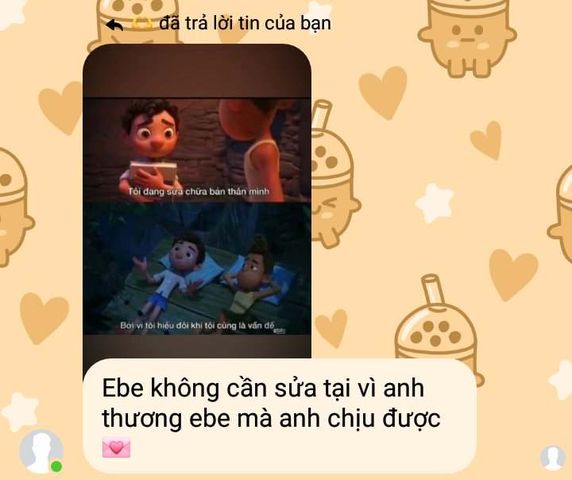 đã trả lời tin của bạn
Tôi đang sửa chữa bản thân mình
Bởi vì tôi hiểu đôi khi tôi cũng là vấn đề
Ebe không cần sửa tại vì anh
thương ebe mà anh chịu được